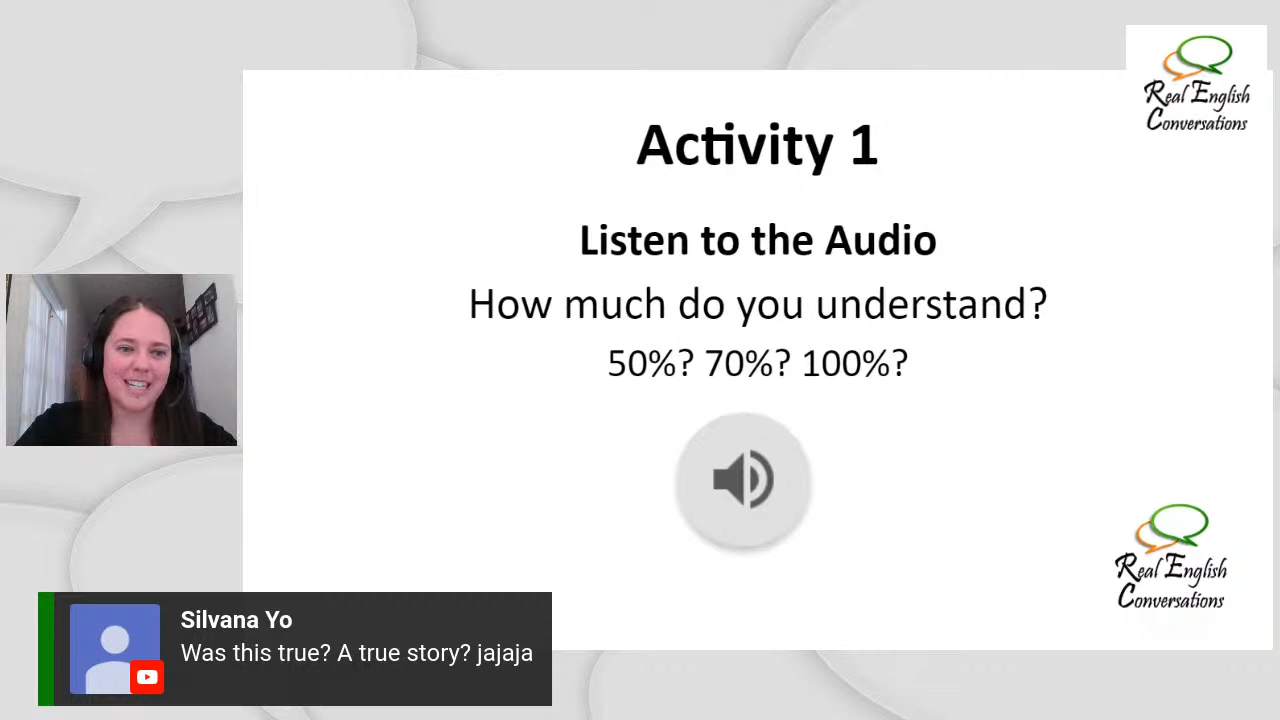 Real English
Conversations
Activity 1
Listen to the Audio
How much do you understand?
50%? 70%? 100%?
Real English
Conversations
Silvana Yo
Was this true? A true story? jajaja